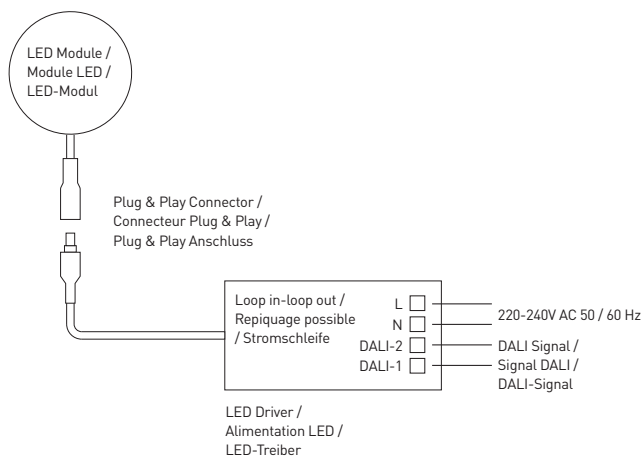 LED Module /
Module LED /
LED-Modul
Plug & Play Connector /
Connecteur Plug & Play /
Plug & Play Anschluss
Loop in-loop out /
Repiquage possible
/ Stromschleife
L
N
DALI-2
DALI-1
220-240V AC 50 / 60 Hz
DALI Signal /
Signal DALI /
DALI-Signal
LED Driver /
Alimentation LED /
LED-Treiber